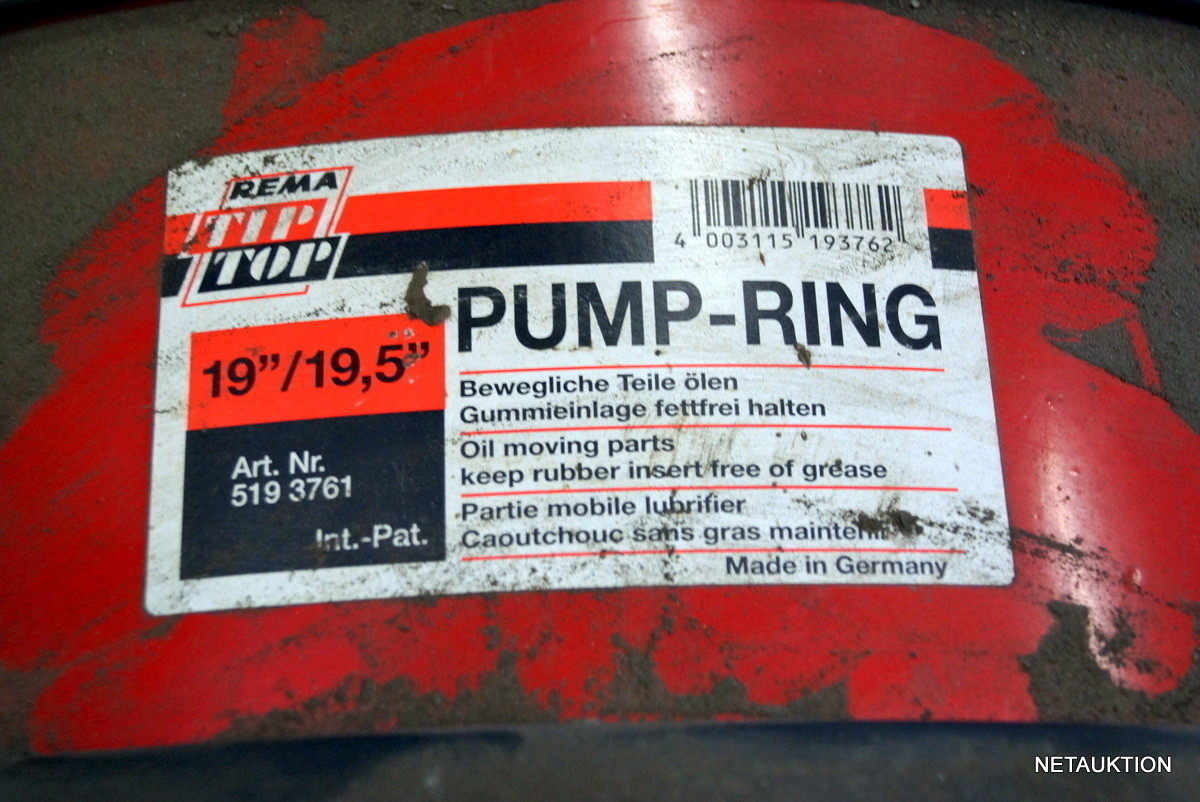 REMA
TIP
TOP
4 003115 193762
PUMP-RING
19”/19,5”
Bewegliche Teile ölen
Gummieinlage fettfrei halten
Oil moving parts
keep rubber insert free of grease
Art. Nr.
519 3761
Partie mobile lubrifier
Int.-Pat.
Caoutchouc sans gras maintenir
Made in Germany
NETAUKTION